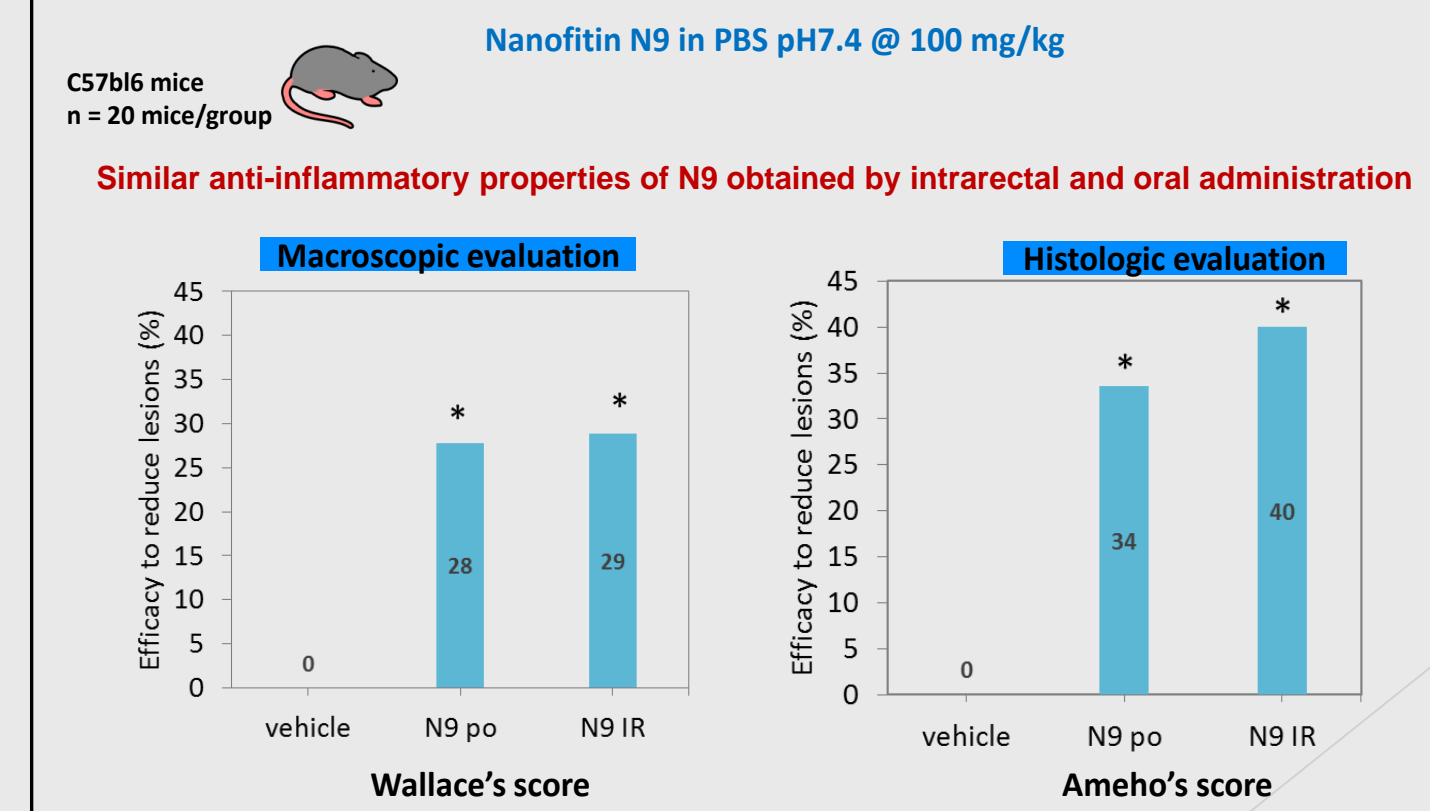 Nanofitin N9 in PBS pH7.4 @ 100 mg/kg
C57bl6 mice
n = 20 mice/group
Similar anti-inflammatory properties of N9 obtained by intrarectal and oral administration
Macroscopic evaluation
Efficacy to reduce lesions (%)
45
40
35
30
25
20
15
10
5
0
*
*
0
28
29
vehicle
N9 po
N9 IR
Wallace's score
Histologic evaluation
Efficacy to reduce lesions (%)
45
40
35
30
25
20
15
10
5
0
*
*
0
34
40
vehicle
N9 po
N9 IR
Ameho's score